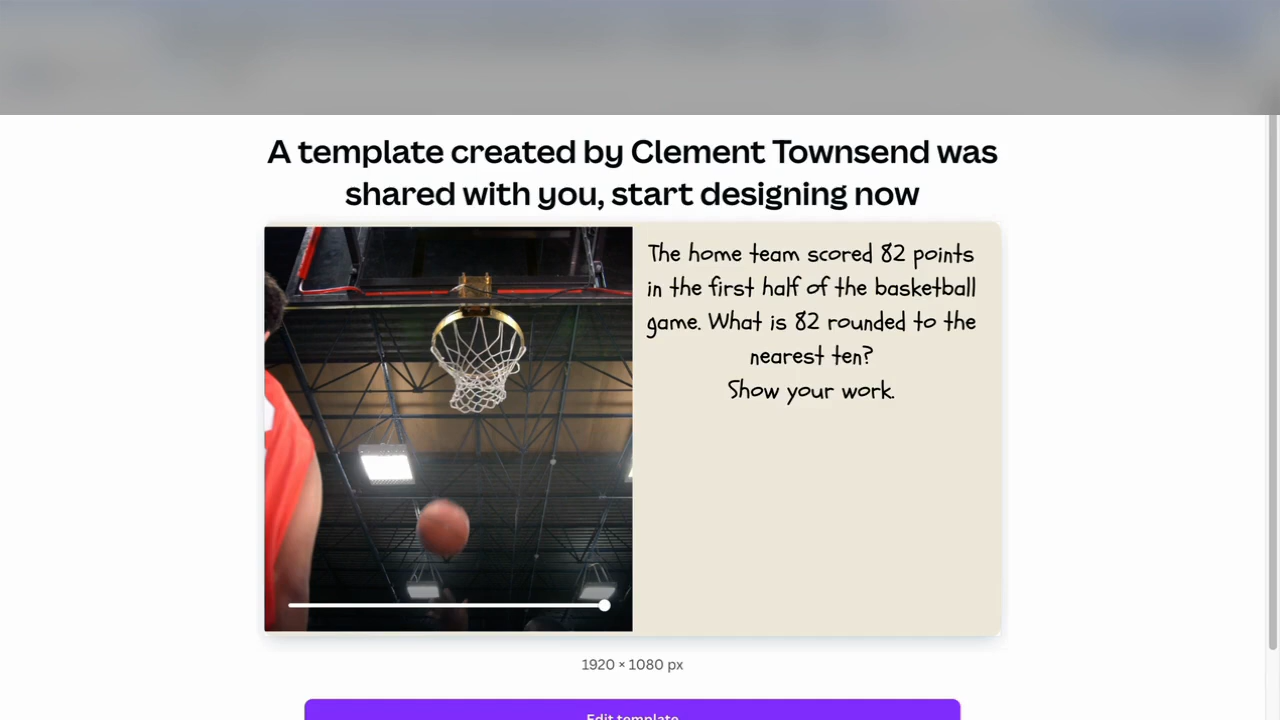 A template created by Clement Townsend was
shared with you, start designing now
The home team scored 82 points
in the first half of the basketball
game. What is 82 rounded to the
nearest ten?
Show your work.
1920 × 1080 px
Edit template